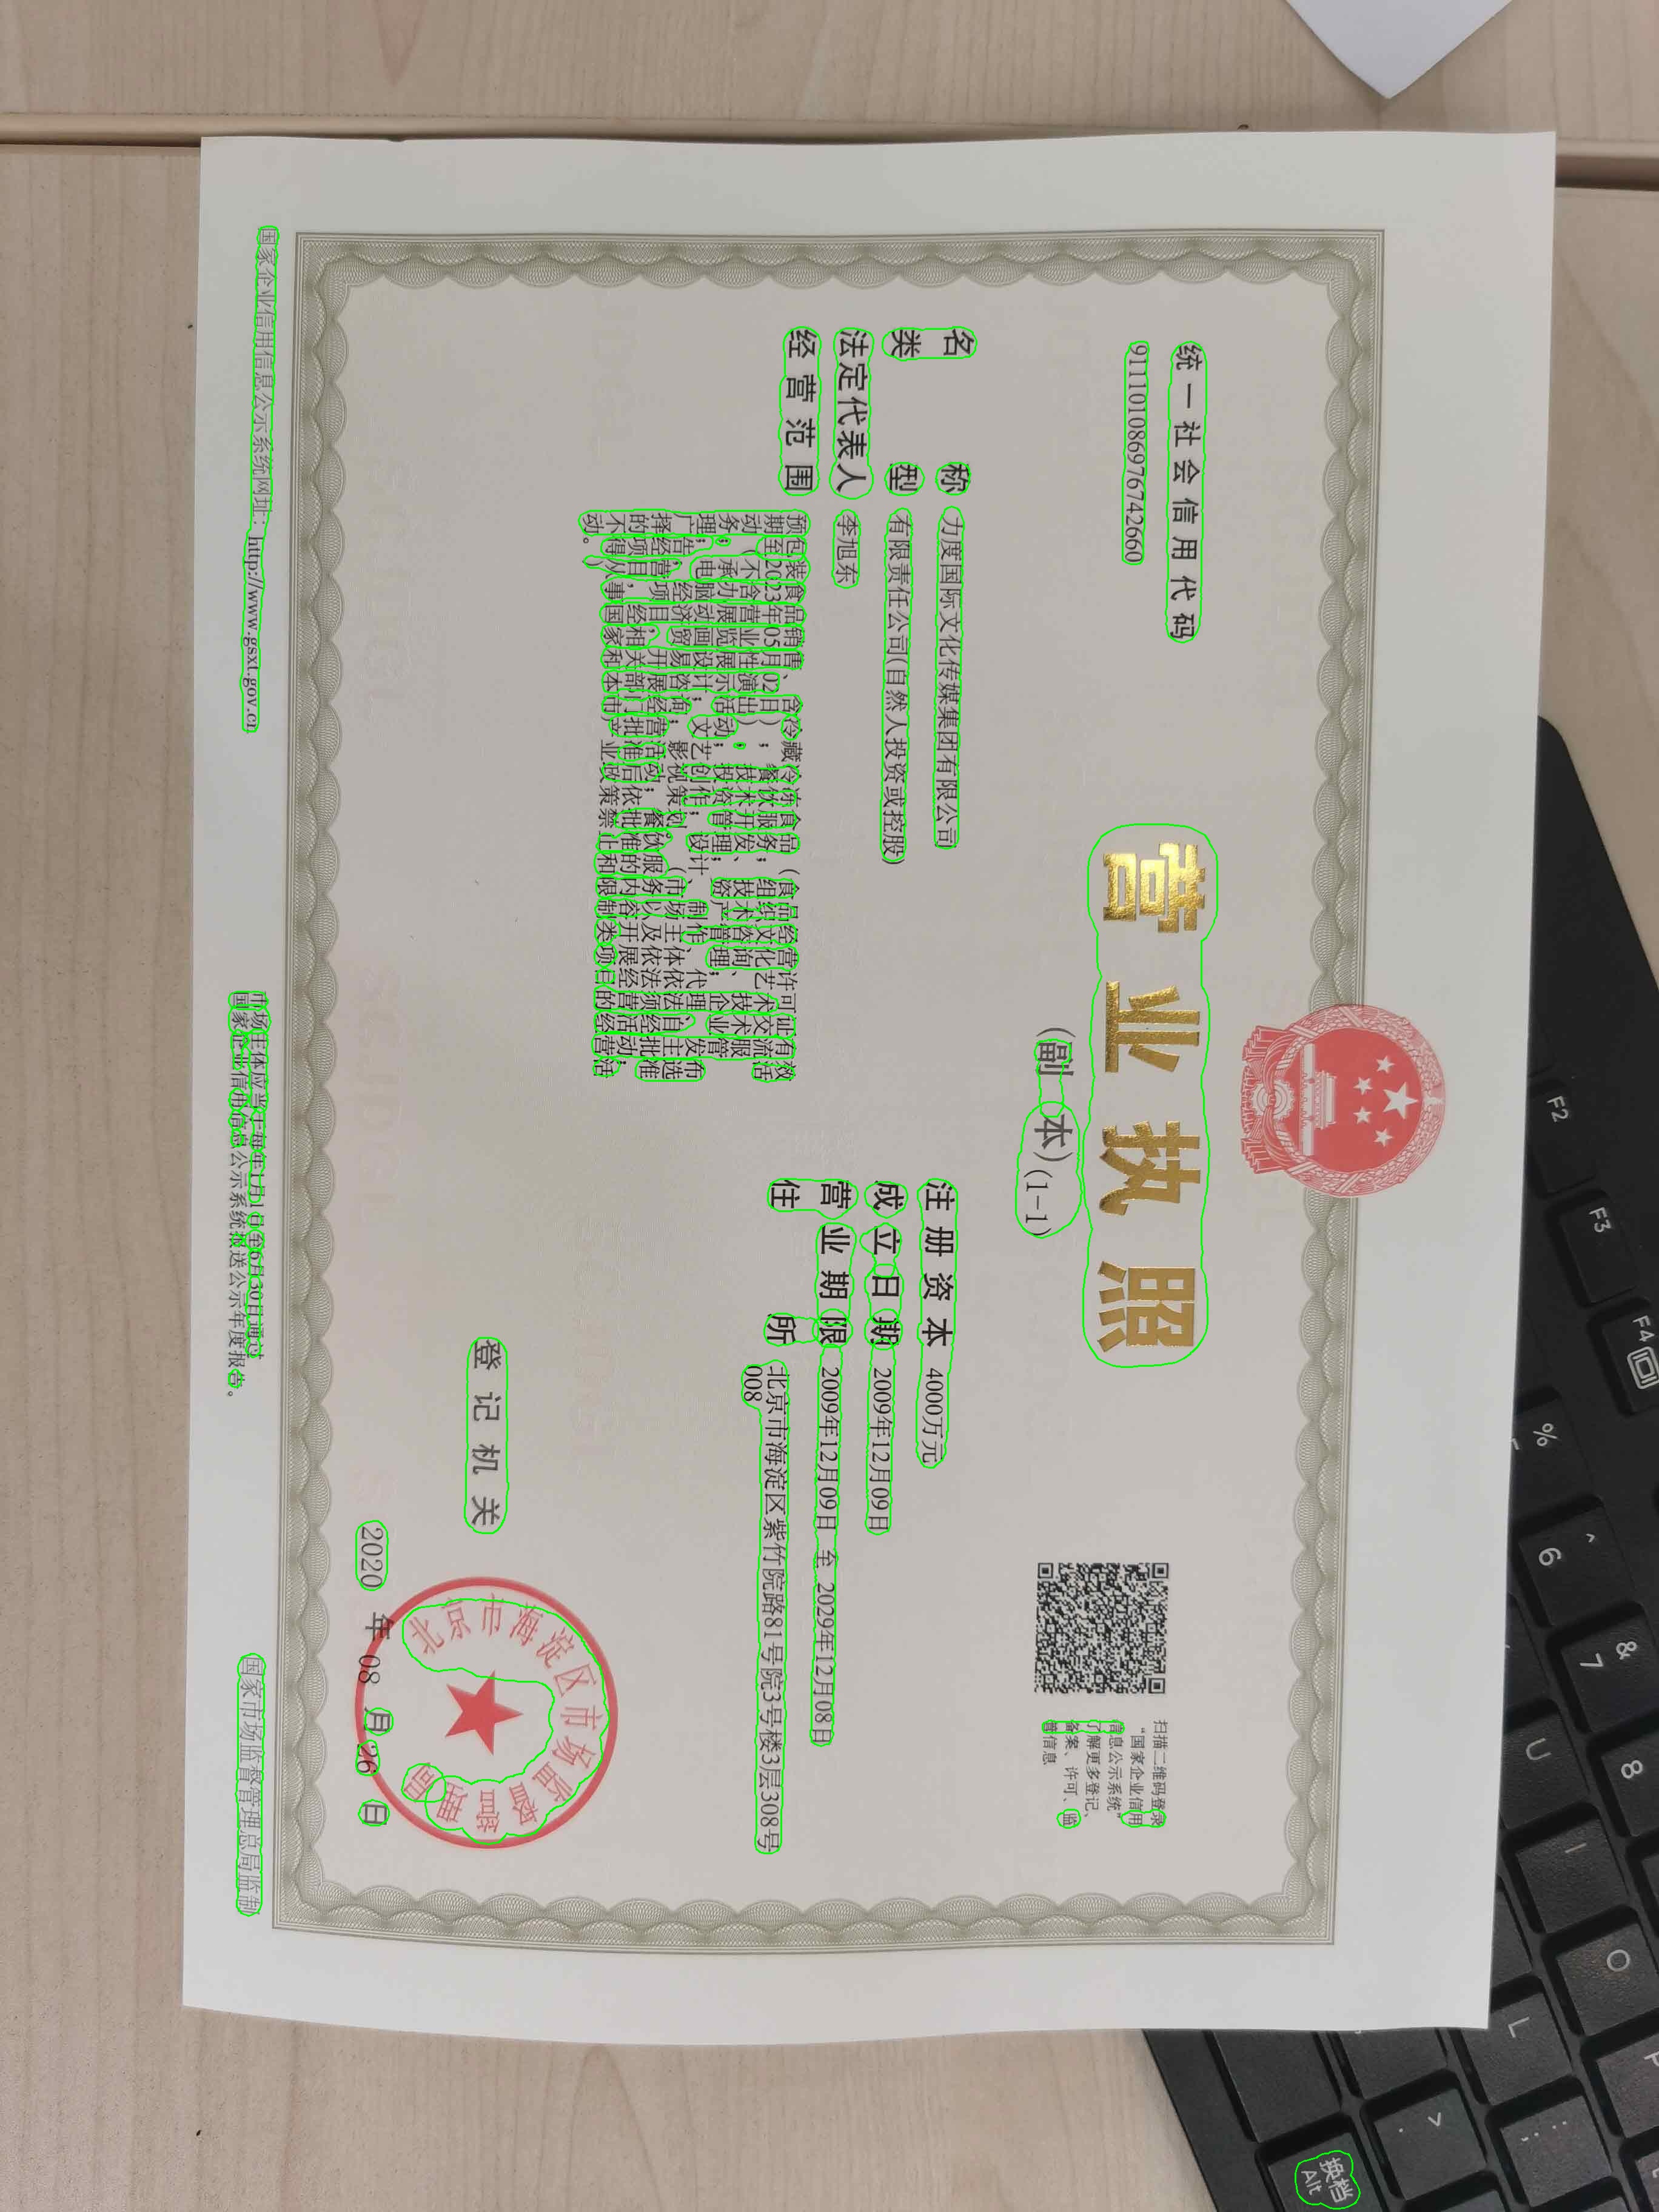 统一社会信用代码
911101086976742660
营业执照
(副 本)(1-1)
扫描二维码登录
“国家企业信用
信息公示系统”
了解更多登记、
备案、许可、监
管信息
名 称 力度国际文化传媒集团有限公司
类 型 有限责任公司(自然人投资或控股)
法定代表人 李旭东
经营范围 预包装食品销售、含冷藏冷冻食品(食品经营许可证有效
期至2023年05月02日);餐饮服务;组织文化艺术交流活
动(不含营业性演出);技术开发、技术咨询、技术服
务;承办展览展示活动;投资管理;资产管理;企业管
理;电脑动画设计;文艺创作;设计、制作、代理、发布
广告;经济贸易咨询;影视策划。(市场主体依法自主选
择经营项目,开展经营活动;餐饮服务以及依法须经批准
的项目,经相关部门批准后依批准的内容开展经营活动;
不得从事国家和本市产业政策禁止和限制类项目的经营活
动。)
注册资本 4000万元
成立日期 2009年12月09日
营业期限 2009年12月09日 至 2029年12月08日
住 所 北京市海淀区紫竹院路81号院3号楼3层308号
008
登记机关
北京市海淀区市场监督管理局
2020 年 08 月 26 日
国家企业信用信息公示系统网址:http://www.gsxt.gov.cn
市场主体应当于每年1月1日至6月30日通过
国家企业信用信息公示系统报送公示年度报告。
国家市场监督管理总局监制
F2
F3
F4
%
^
6
&
7
8
U
I
O
L
换档
Alt